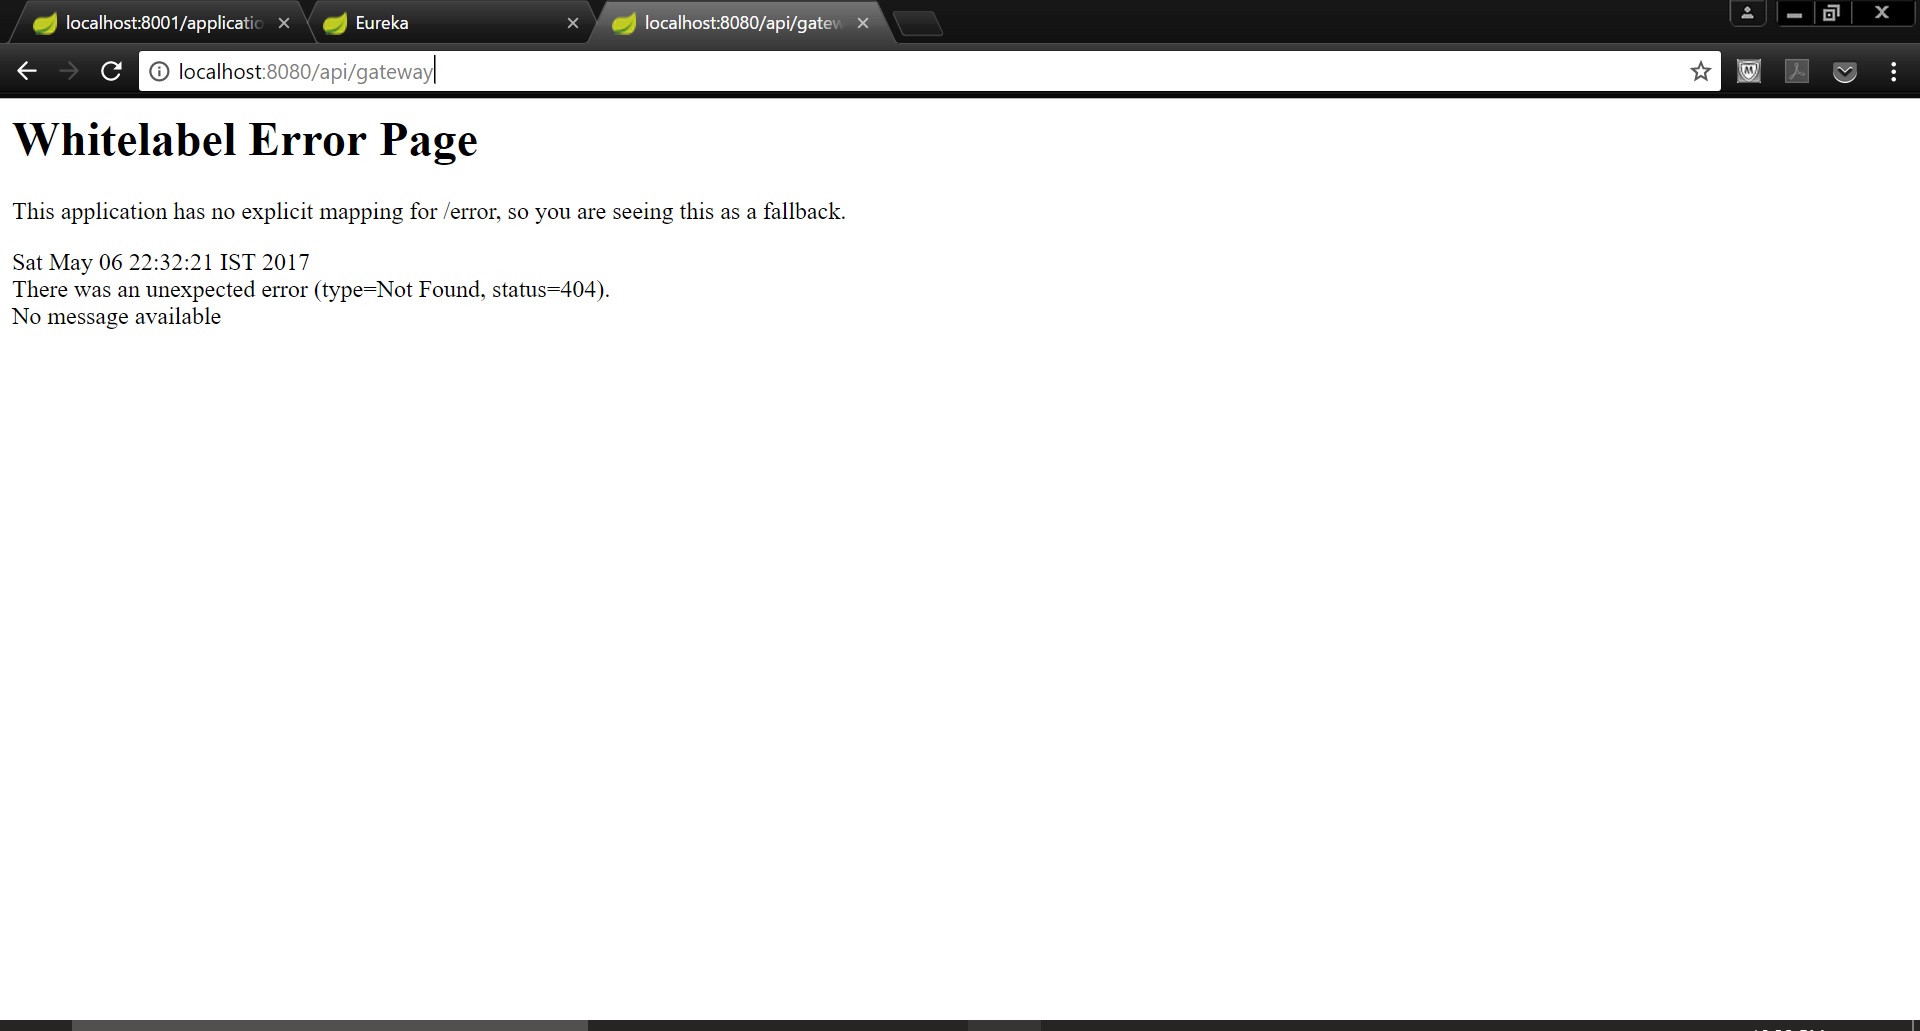 localhost:8001/applicatio
Eureka
localhost:8080/api/gatew
localhost:8080/api/gateway
Whitelabel Error Page
This application has no explicit mapping for /error, so you are seeing this as a fallback.
Sat May 06 22:32:21 IST 2017
There was an unexpected error (type=Not Found, status=404).
No message available